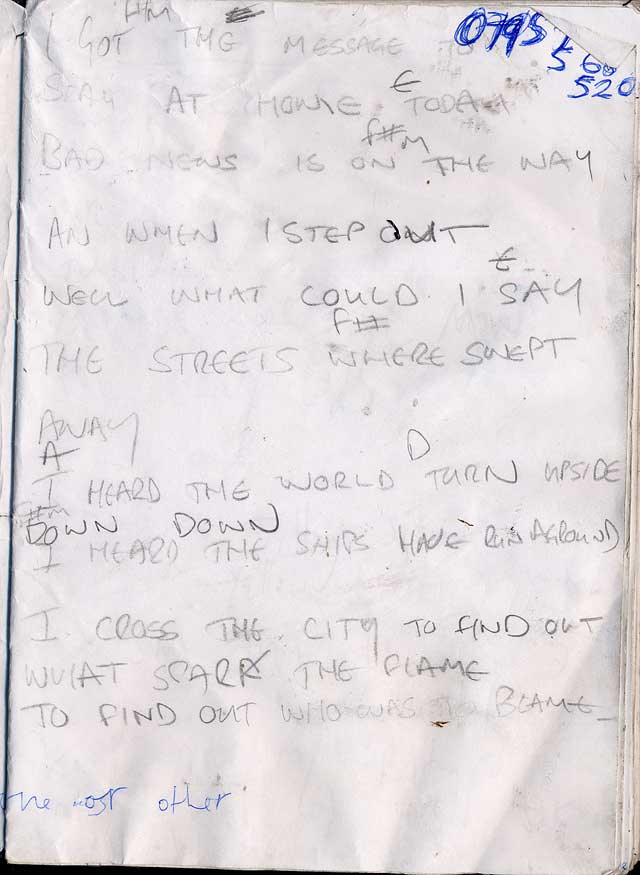 F#M E
I GOT THE MESSAGE TO
0795
5 60
520
STAY AT HOME TODAY
E
F#M
BAD NEWS IS ON THE WAY
AN WHEN I STEP OUT
E
WELL WHAT COULD I SAY
F#
THE STREETS WHERE SWEPT
AWAY
A D
I HEARD THE WORLD TURN UPSIDE
F#M
DOWN DOWN
I HEARD THE SHIPS HAVE RUN AGROUND
I CROSS THE CITY TO FIND OUT
WHAT SPARK THE FLAME
TO FIND OUT WHO WAS TO BLAME
the most other